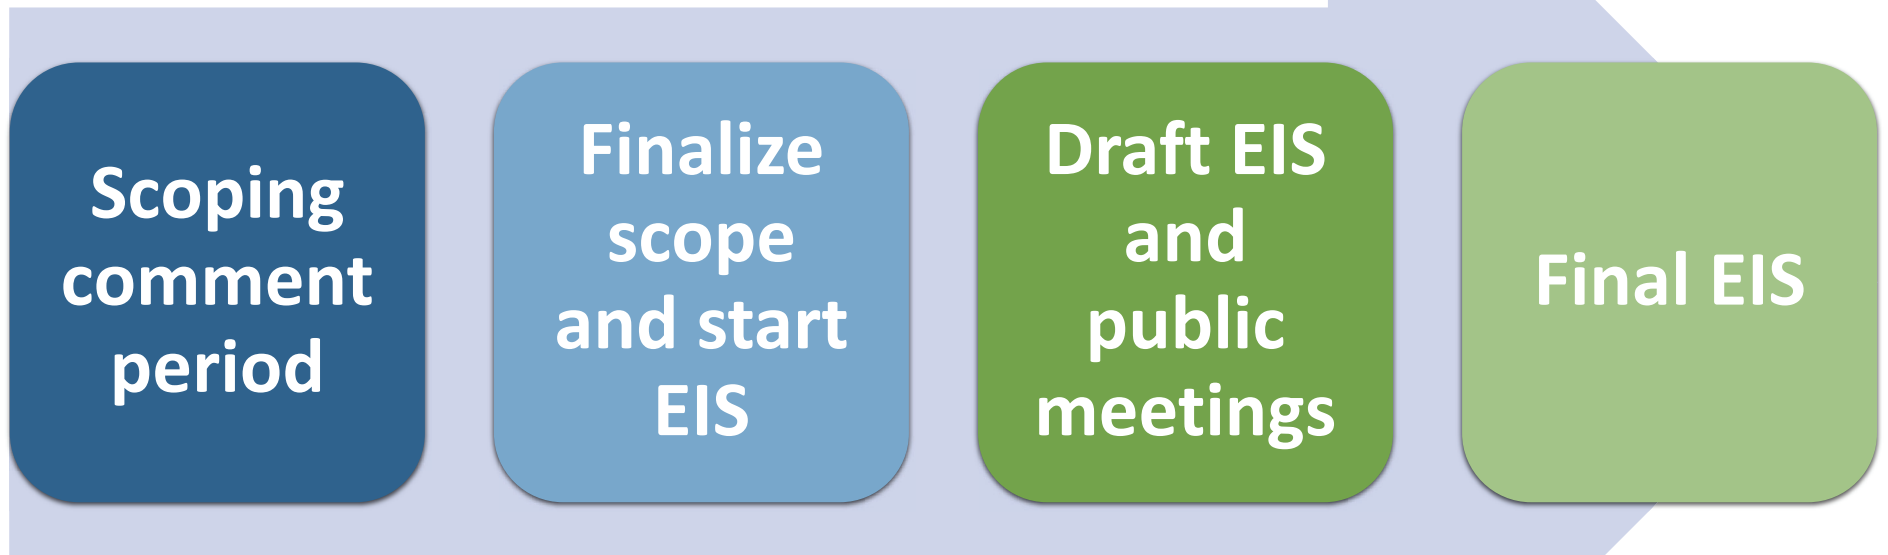 Scoping
comment
period
Finalize
scope
and start
EIS
Draft EIS
and
public
meetings
Final EIS